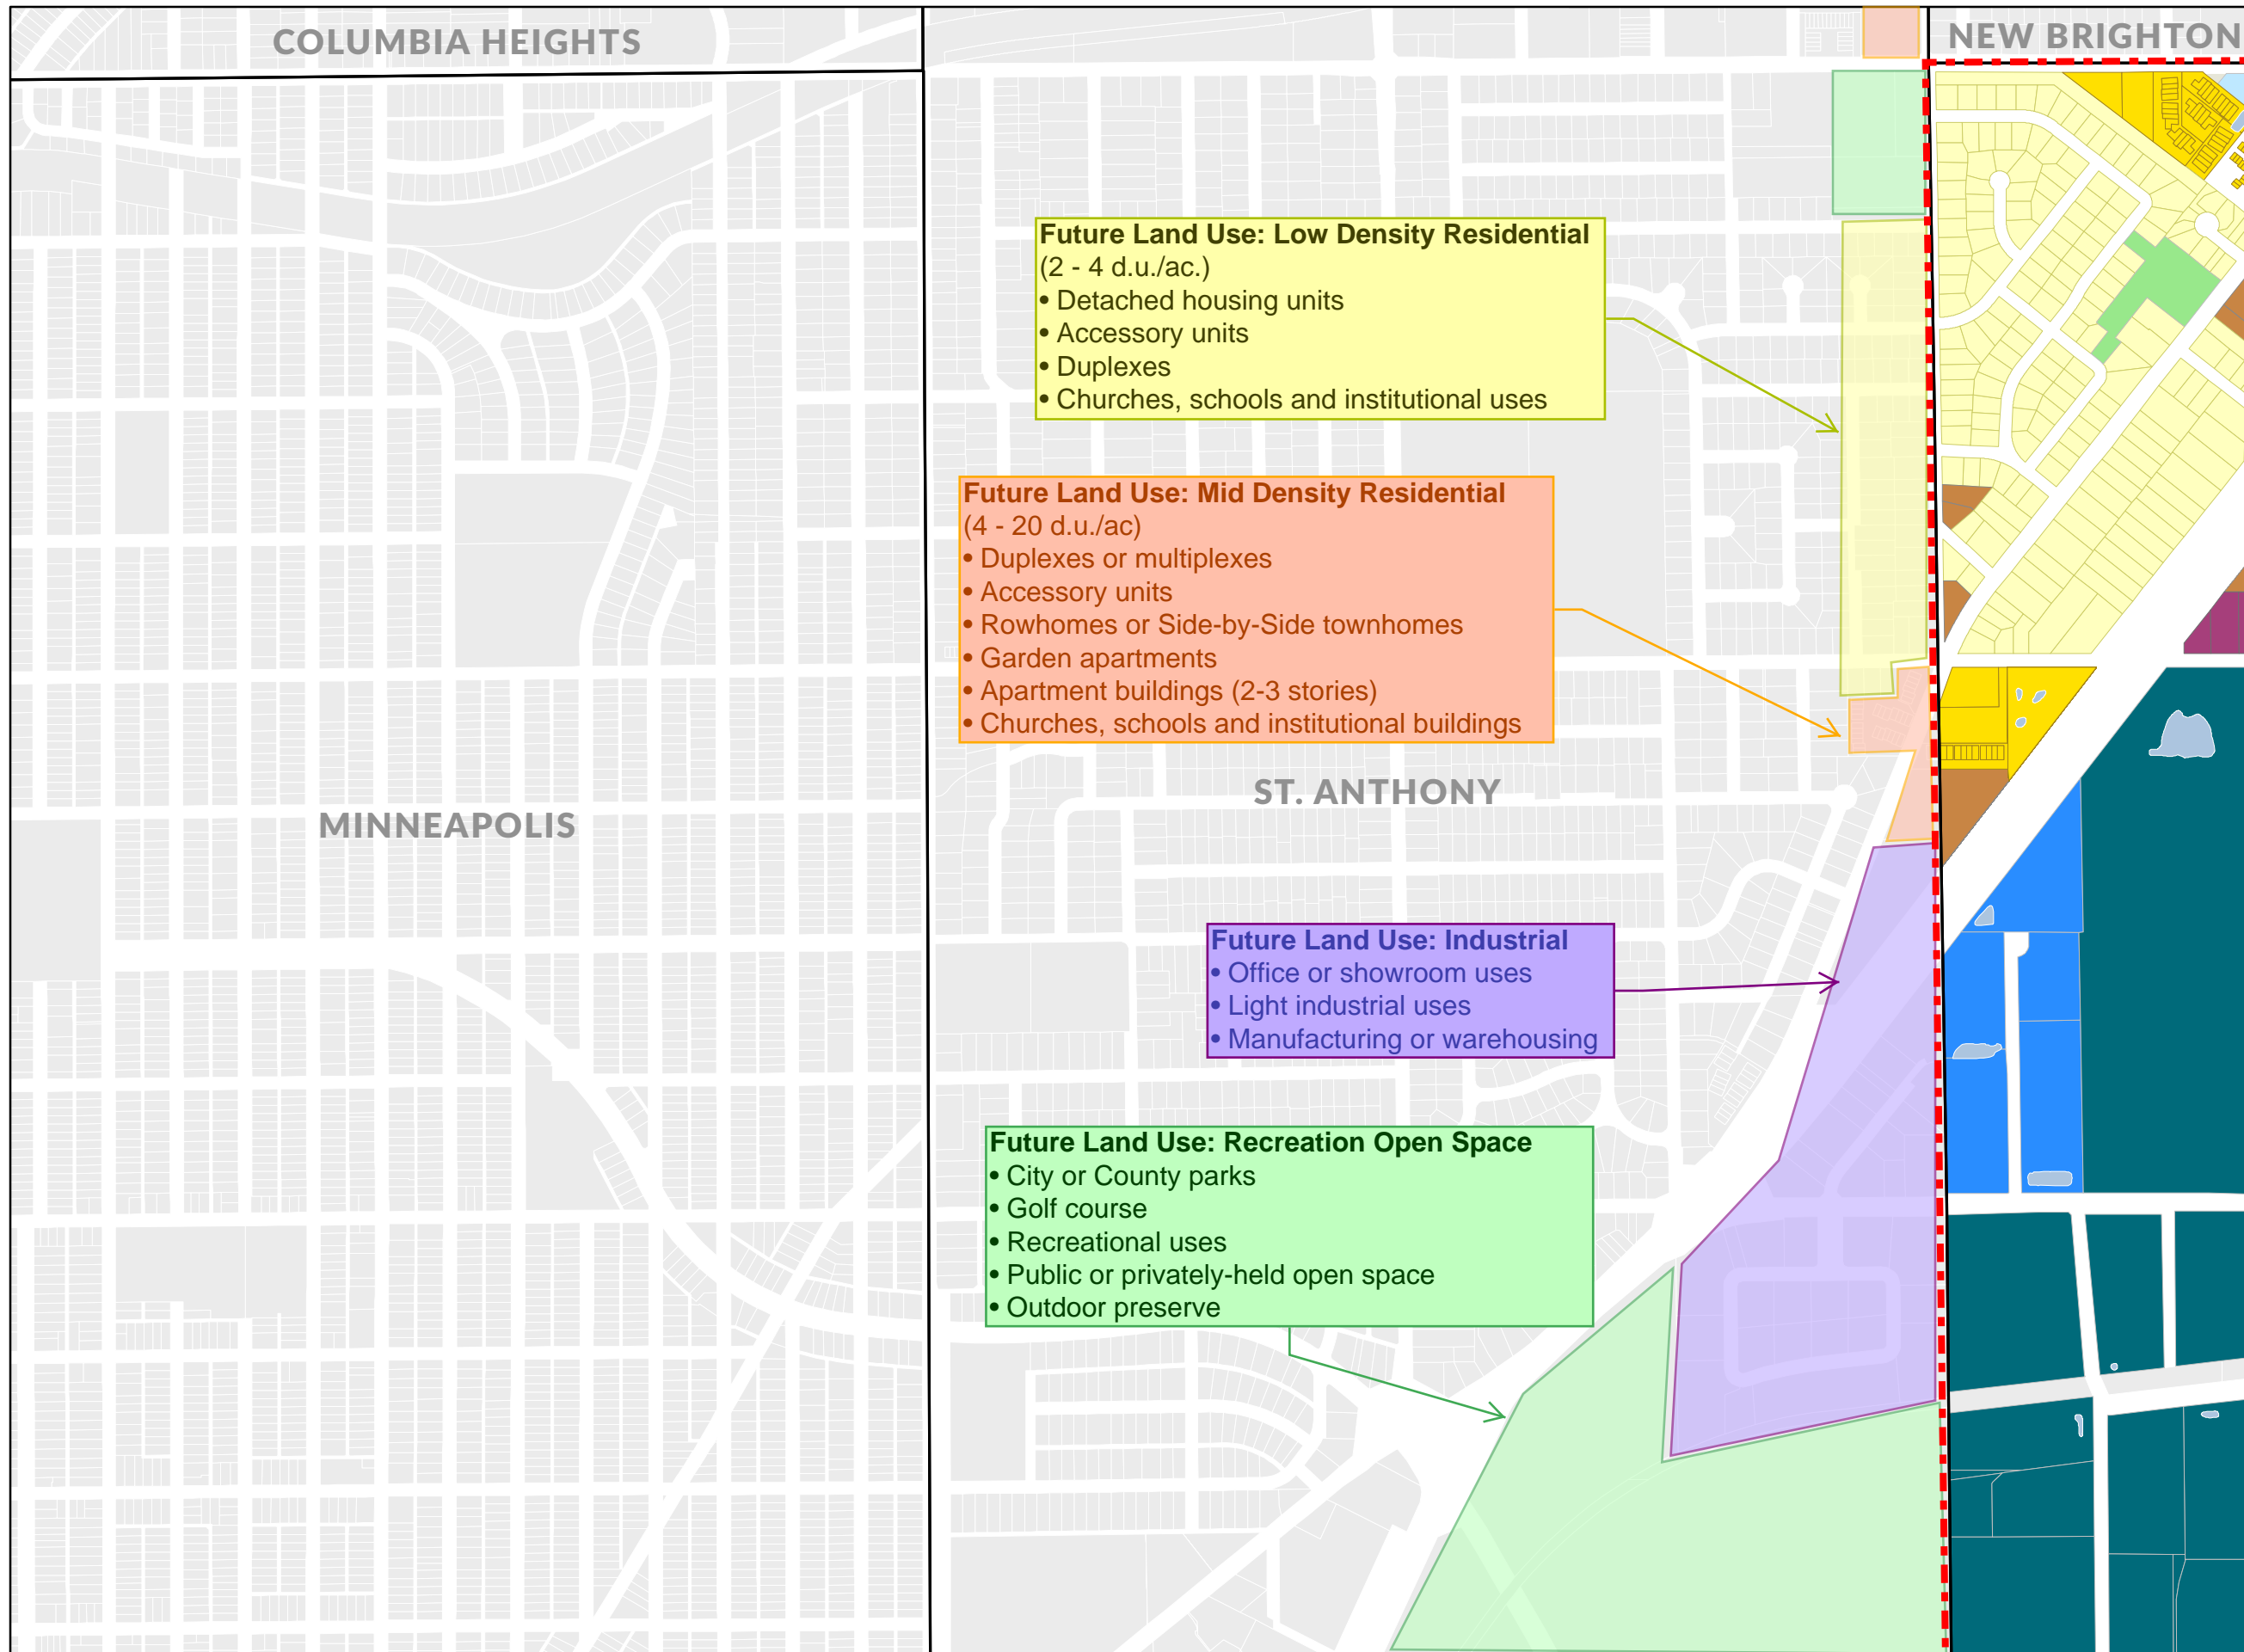 COLUMBIA HEIGHTS
NEW BRIGHTON
Future Land Use: Low Density Residential
(2 - 4 d.u./ac.)
• Detached housing units
• Accessory units
• Duplexes
• Churches, schools and institutional uses
Future Land Use: Mid Density Residential
(4 - 20 d.u./ac)
• Duplexes or multiplexes
• Accessory units
• Rowhomes or Side-by-Side townhomes
• Garden apartments
• Apartment buildings (2-3 stories)
• Churches, schools and institutional buildings
ST. ANTHONY
MINNEAPOLIS
Future Land Use: Industrial
• Office or showroom uses
• Light industrial uses
• Manufacturing or warehousing
Future Land Use: Recreation Open Space
• City or County parks
• Golf course
• Recreational uses
• Public or privately-held open space
• Outdoor preserve